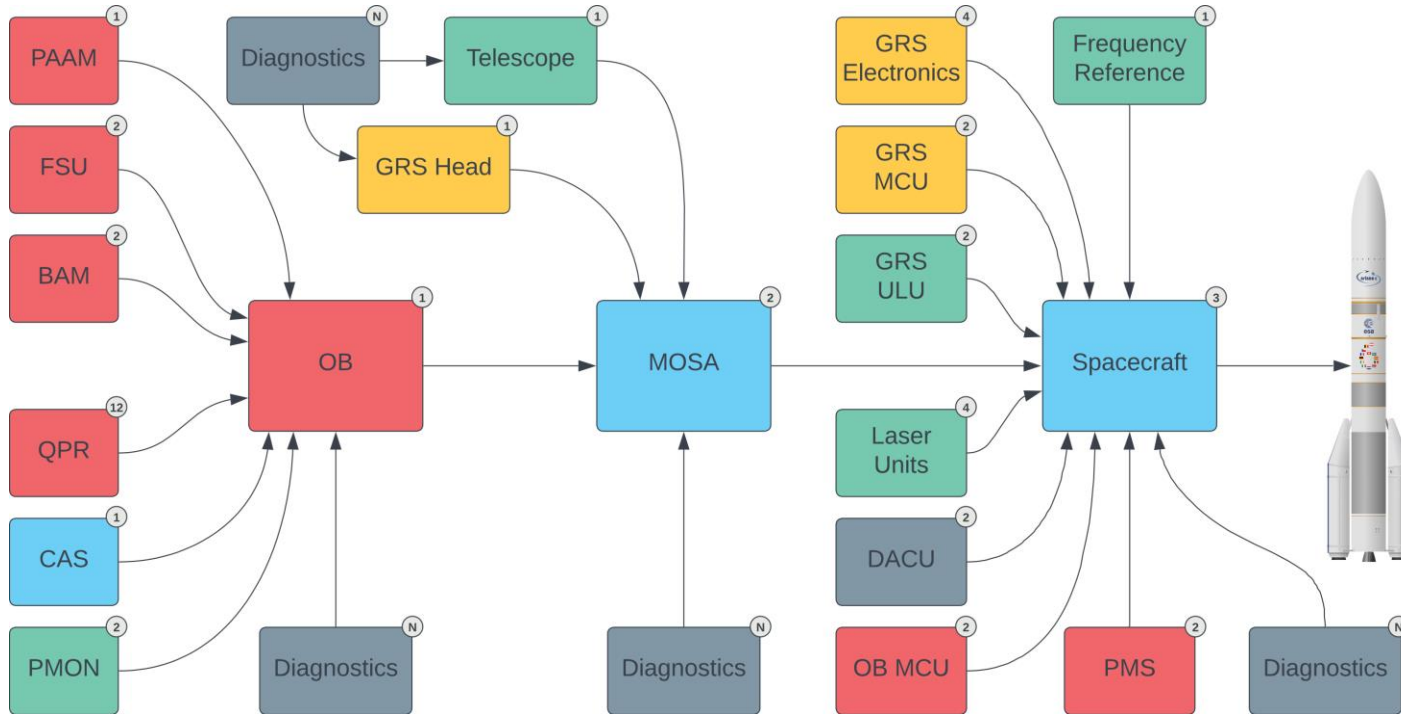 1
PAAM
N
Diagnostics
1
Telescope
4
GRS
Electronics
1
Frequency
Reference
2
FSU
1
GRS Head
2
GRS
MCU
2
BAM
2
GRS
ULU
1
OB
2
MOSA
3
Spacecraft
esa
12
QPR
4
Laser
Units
1
CAS
2
DACU
2
PMON
N
Diagnostics
N
Diagnostics
2
OB MCU
2
PMS
N
Diagnostics